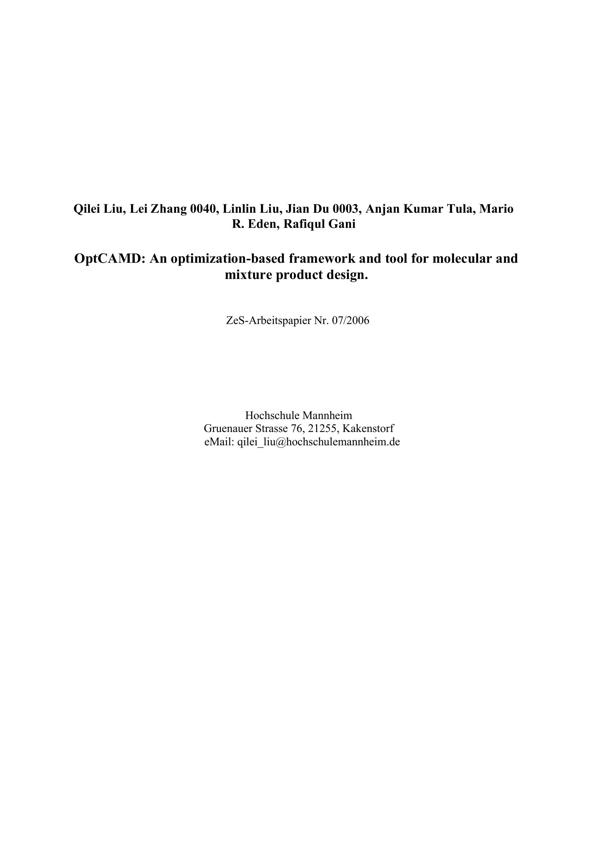 Qilei Liu, Lei Zhang 0040, Linlin Liu, Jian Du 0003, Anjan Kumar Tula, Mario
R. Eden, Rafiqul Gani
OptCAMD: An optimization-based framework and tool for molecular and
mixture product design.
ZeS-Arbeitspapier Nr. 07/2006
Hochschule Mannheim
Gruenauer Strasse 76, 21255, Kakenstorf
eMail: qilei_liu@hochschulemannheim.de